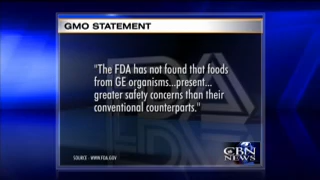 GMO STATEMENT
"The FDA has not found that foods
from GE organisms...present...
greater safety concerns than their
conventional counterparts."
SOURCE - WWW.FDA.GOV
CBN
NEWS
FDA